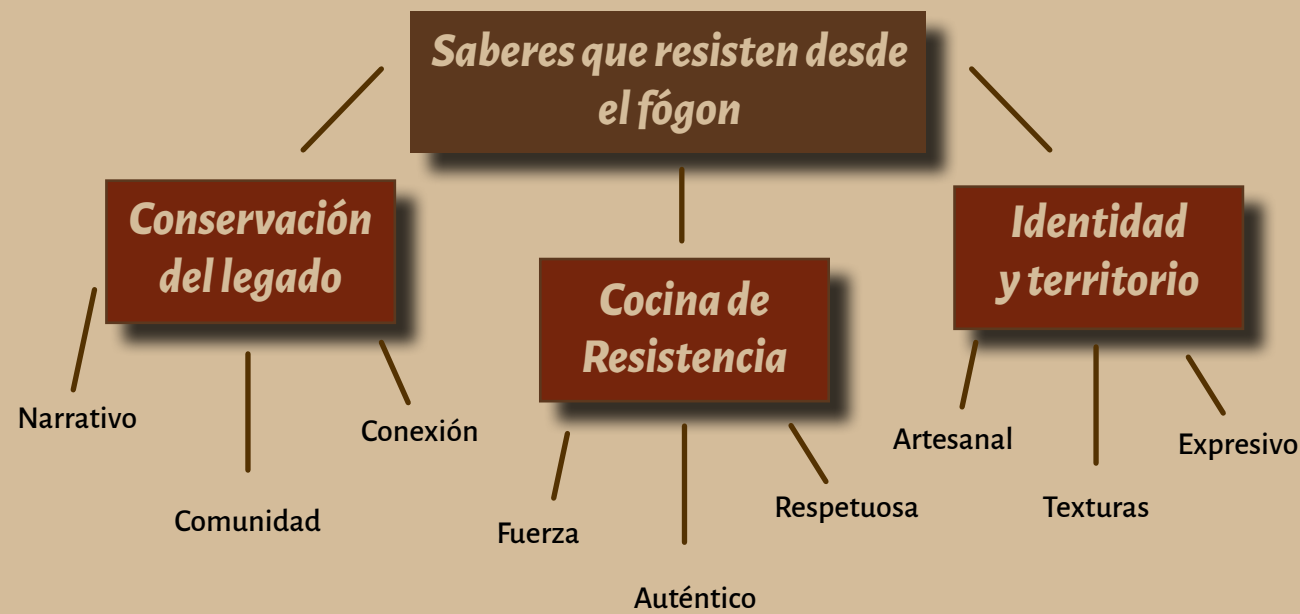 Saberes que resisten desde
el fógon
Conservación
del legado
Cocina de
Resistencia
Identidad
y territorio
Narrativo
Comunidad
Conexión
Fuerza
Auténtico
Respetuosa
Artesanal
Texturas
Expresivo